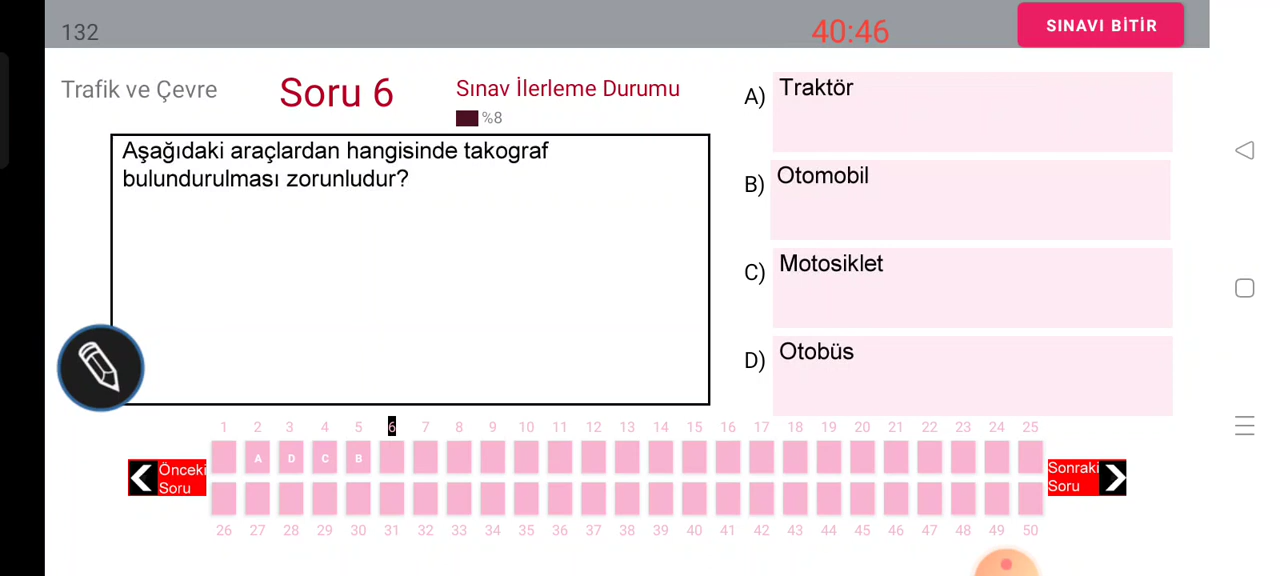 132
40:46
SINAVI BİTİR
Trafik ve Çevre
Soru 6
Sınav İlerleme Durumu
%8
Aşağıdaki araçlardan hangisinde takograf
bulundurulması zorunludur?
A) Traktör
B) Otomobil
C) Motosiklet
D) Otobüs
1 2 3 4 5 6 7 8 9 10 11 12 13 14 15 16 17 18 19 20 21 22 23 24 25
A D C B
Önceki
Soru
Sonraki
Soru
26 27 28 29 30 31 32 33 34 35 36 37 38 39 40 41 42 43 44 45 46 47 48 49 50